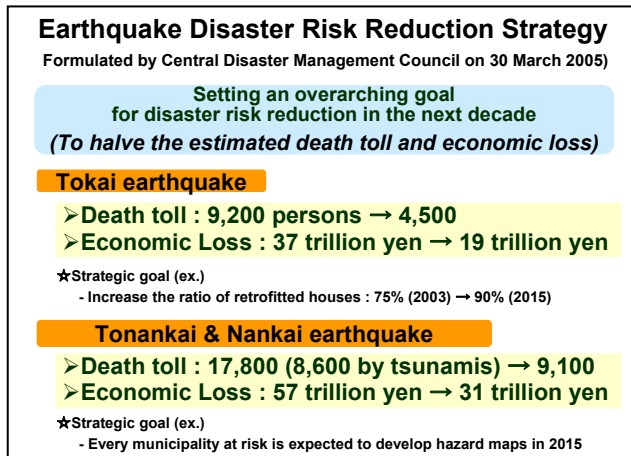 Earthquake Disaster Risk Reduction Strategy
Formulated by Central Disaster Management Council on 30 March 2005)
Setting an overarching goal
for disaster risk reduction in the next decade
(To halve the estimated death toll and economic loss)
Tokai earthquake
➢Death toll : 9,200 persons → 4,500
➢Economic Loss : 37 trillion yen → 19 trillion yen
☆Strategic goal (ex.)
- Increase the ratio of retrofitted houses : 75% (2003) → 90% (2015)
Tonankai & Nankai earthquake
➢Death toll : 17,800 (8,600 by tsunamis) → 9,100
➢Economic Loss : 57 trillion yen → 31 trillion yen
☆Strategic goal (ex.)
- Every municipality at risk is expected to develop hazard maps in 2015